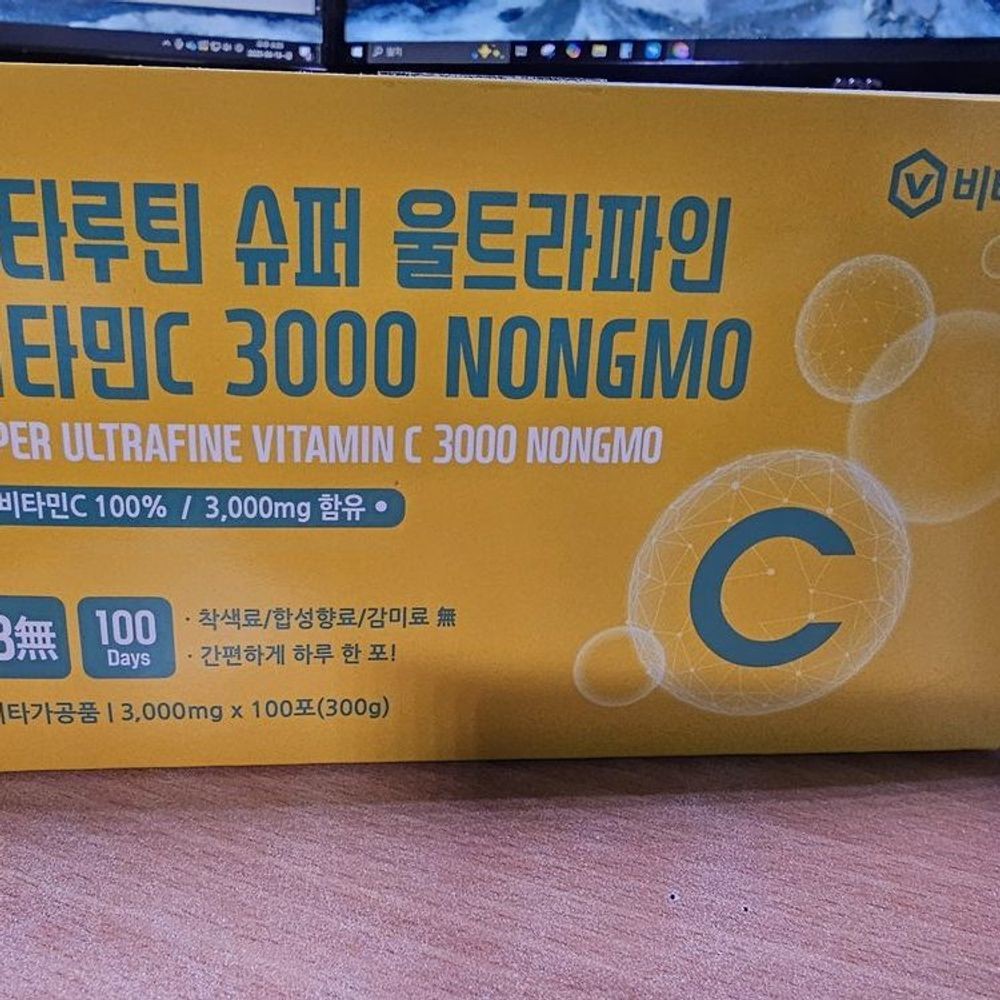 비타
타루틴 슈퍼 울트라파인
타민C 3000 NONGMO
PER ULTRAFINE VITAMIN C 3000 NONGMO
비타민C 100% / 3,000mg 함유
3無
100
Days
· 착색료/합성향료/감미료 無
· 간편하게 하루 한 포!
기타가공품 | 3,000mg x 100포(300g)